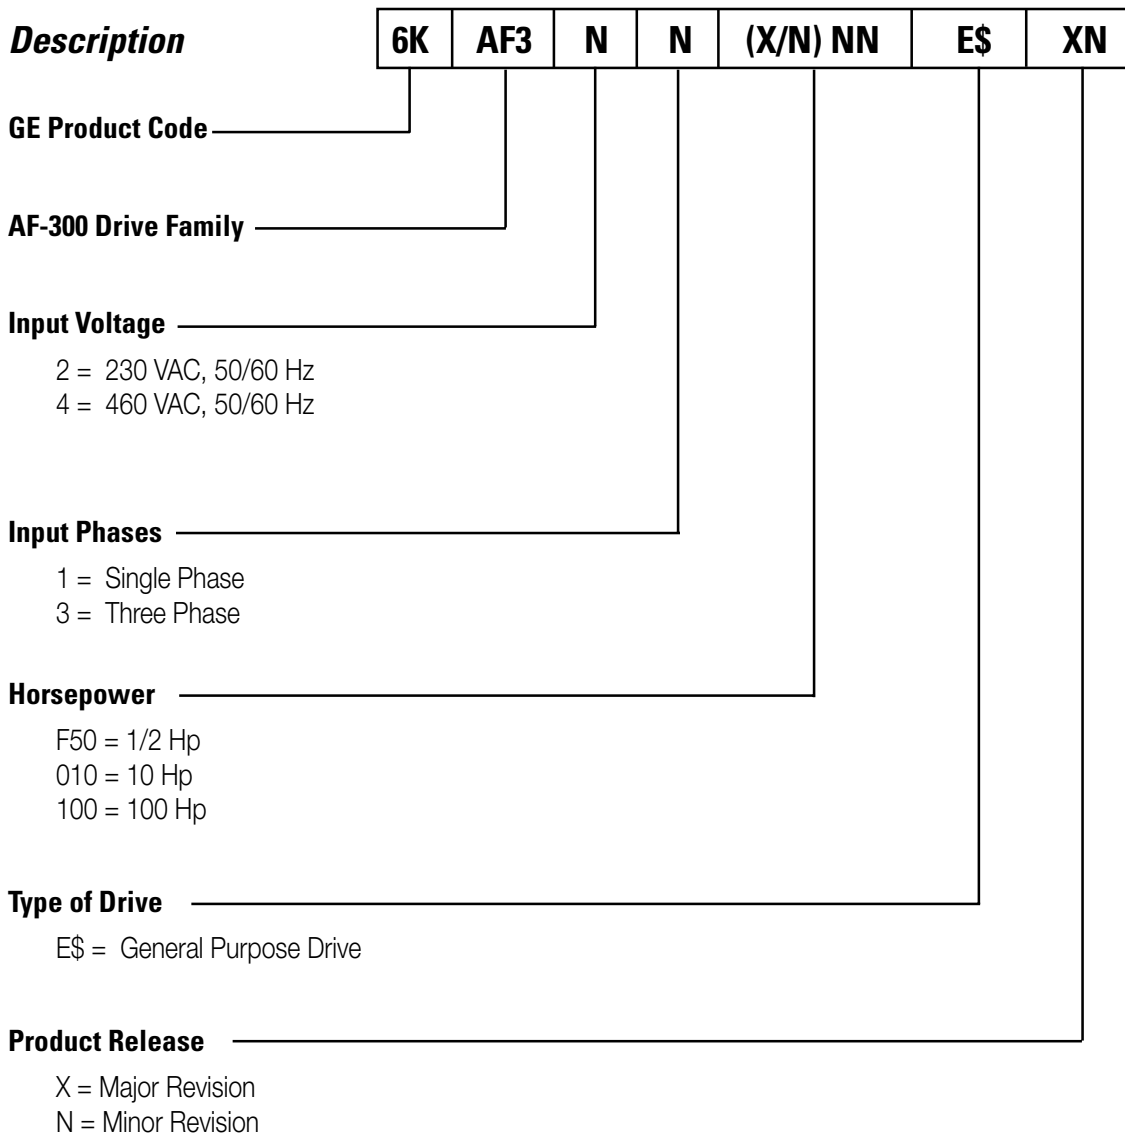 Description 6K AF3 N N (X/N) NN E$ XN
GE Product Code
AF-300 Drive Family
Input Voltage
2 = 230 VAC, 50/60 Hz
4 = 460 VAC, 50/60 Hz
Input Phases
1 = Single Phase
3 = Three Phase
Horsepower
F50 = 1/2 Hp
010 = 10 Hp
100 = 100 Hp
Type of Drive
E$ = General Purpose Drive
Product Release
X = Major Revision
N = Minor Revision